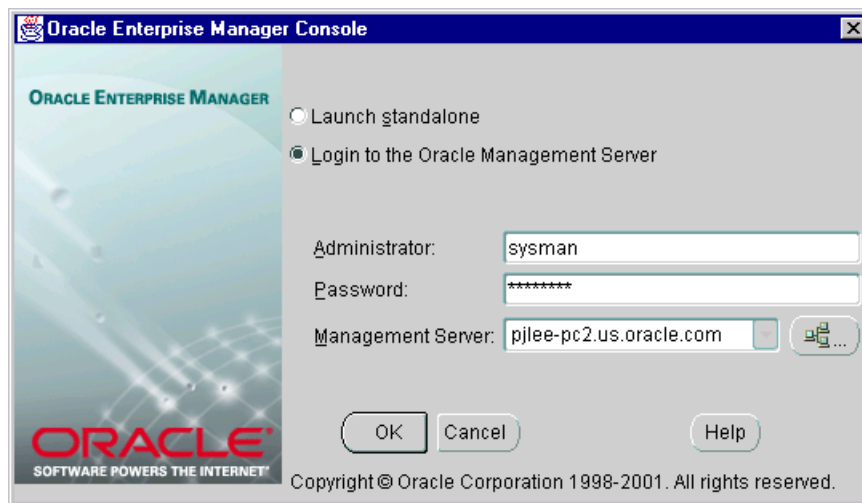 Oracle Enterprise Manager Console
ORACLE ENTERPRISE MANAGER
Launch standalone
Login to the Oracle Management Server
Administrator: sysman
Password: ********
Management Server: pjlee-pc2.us.oracle.com ...
OK Cancel Help
ORACLE®
SOFTWARE POWERS THE INTERNET™
Copyright © Oracle Corporation 1998-2001. All rights reserved.